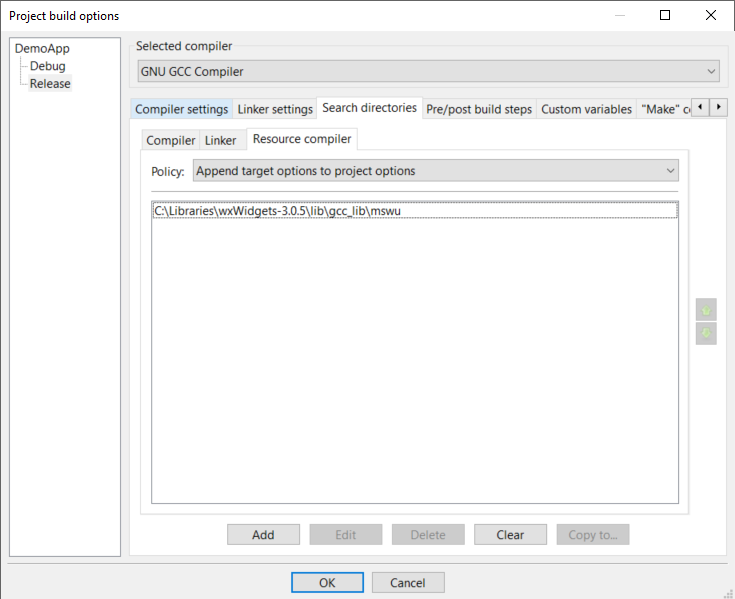 Project build options
DemoApp
Debug
Release
Selected compiler
GNU GCC Compiler
Compiler settings Linker settings Search directories Pre/post build steps Custom variables "Make"
Compiler Linker Resource compiler
Policy: Append target options to project options
C:\Libraries\wxWidgets-3.0.5\lib\gcc_lib\mswu
Add Edit Delete Clear Copy to...
OK Cancel